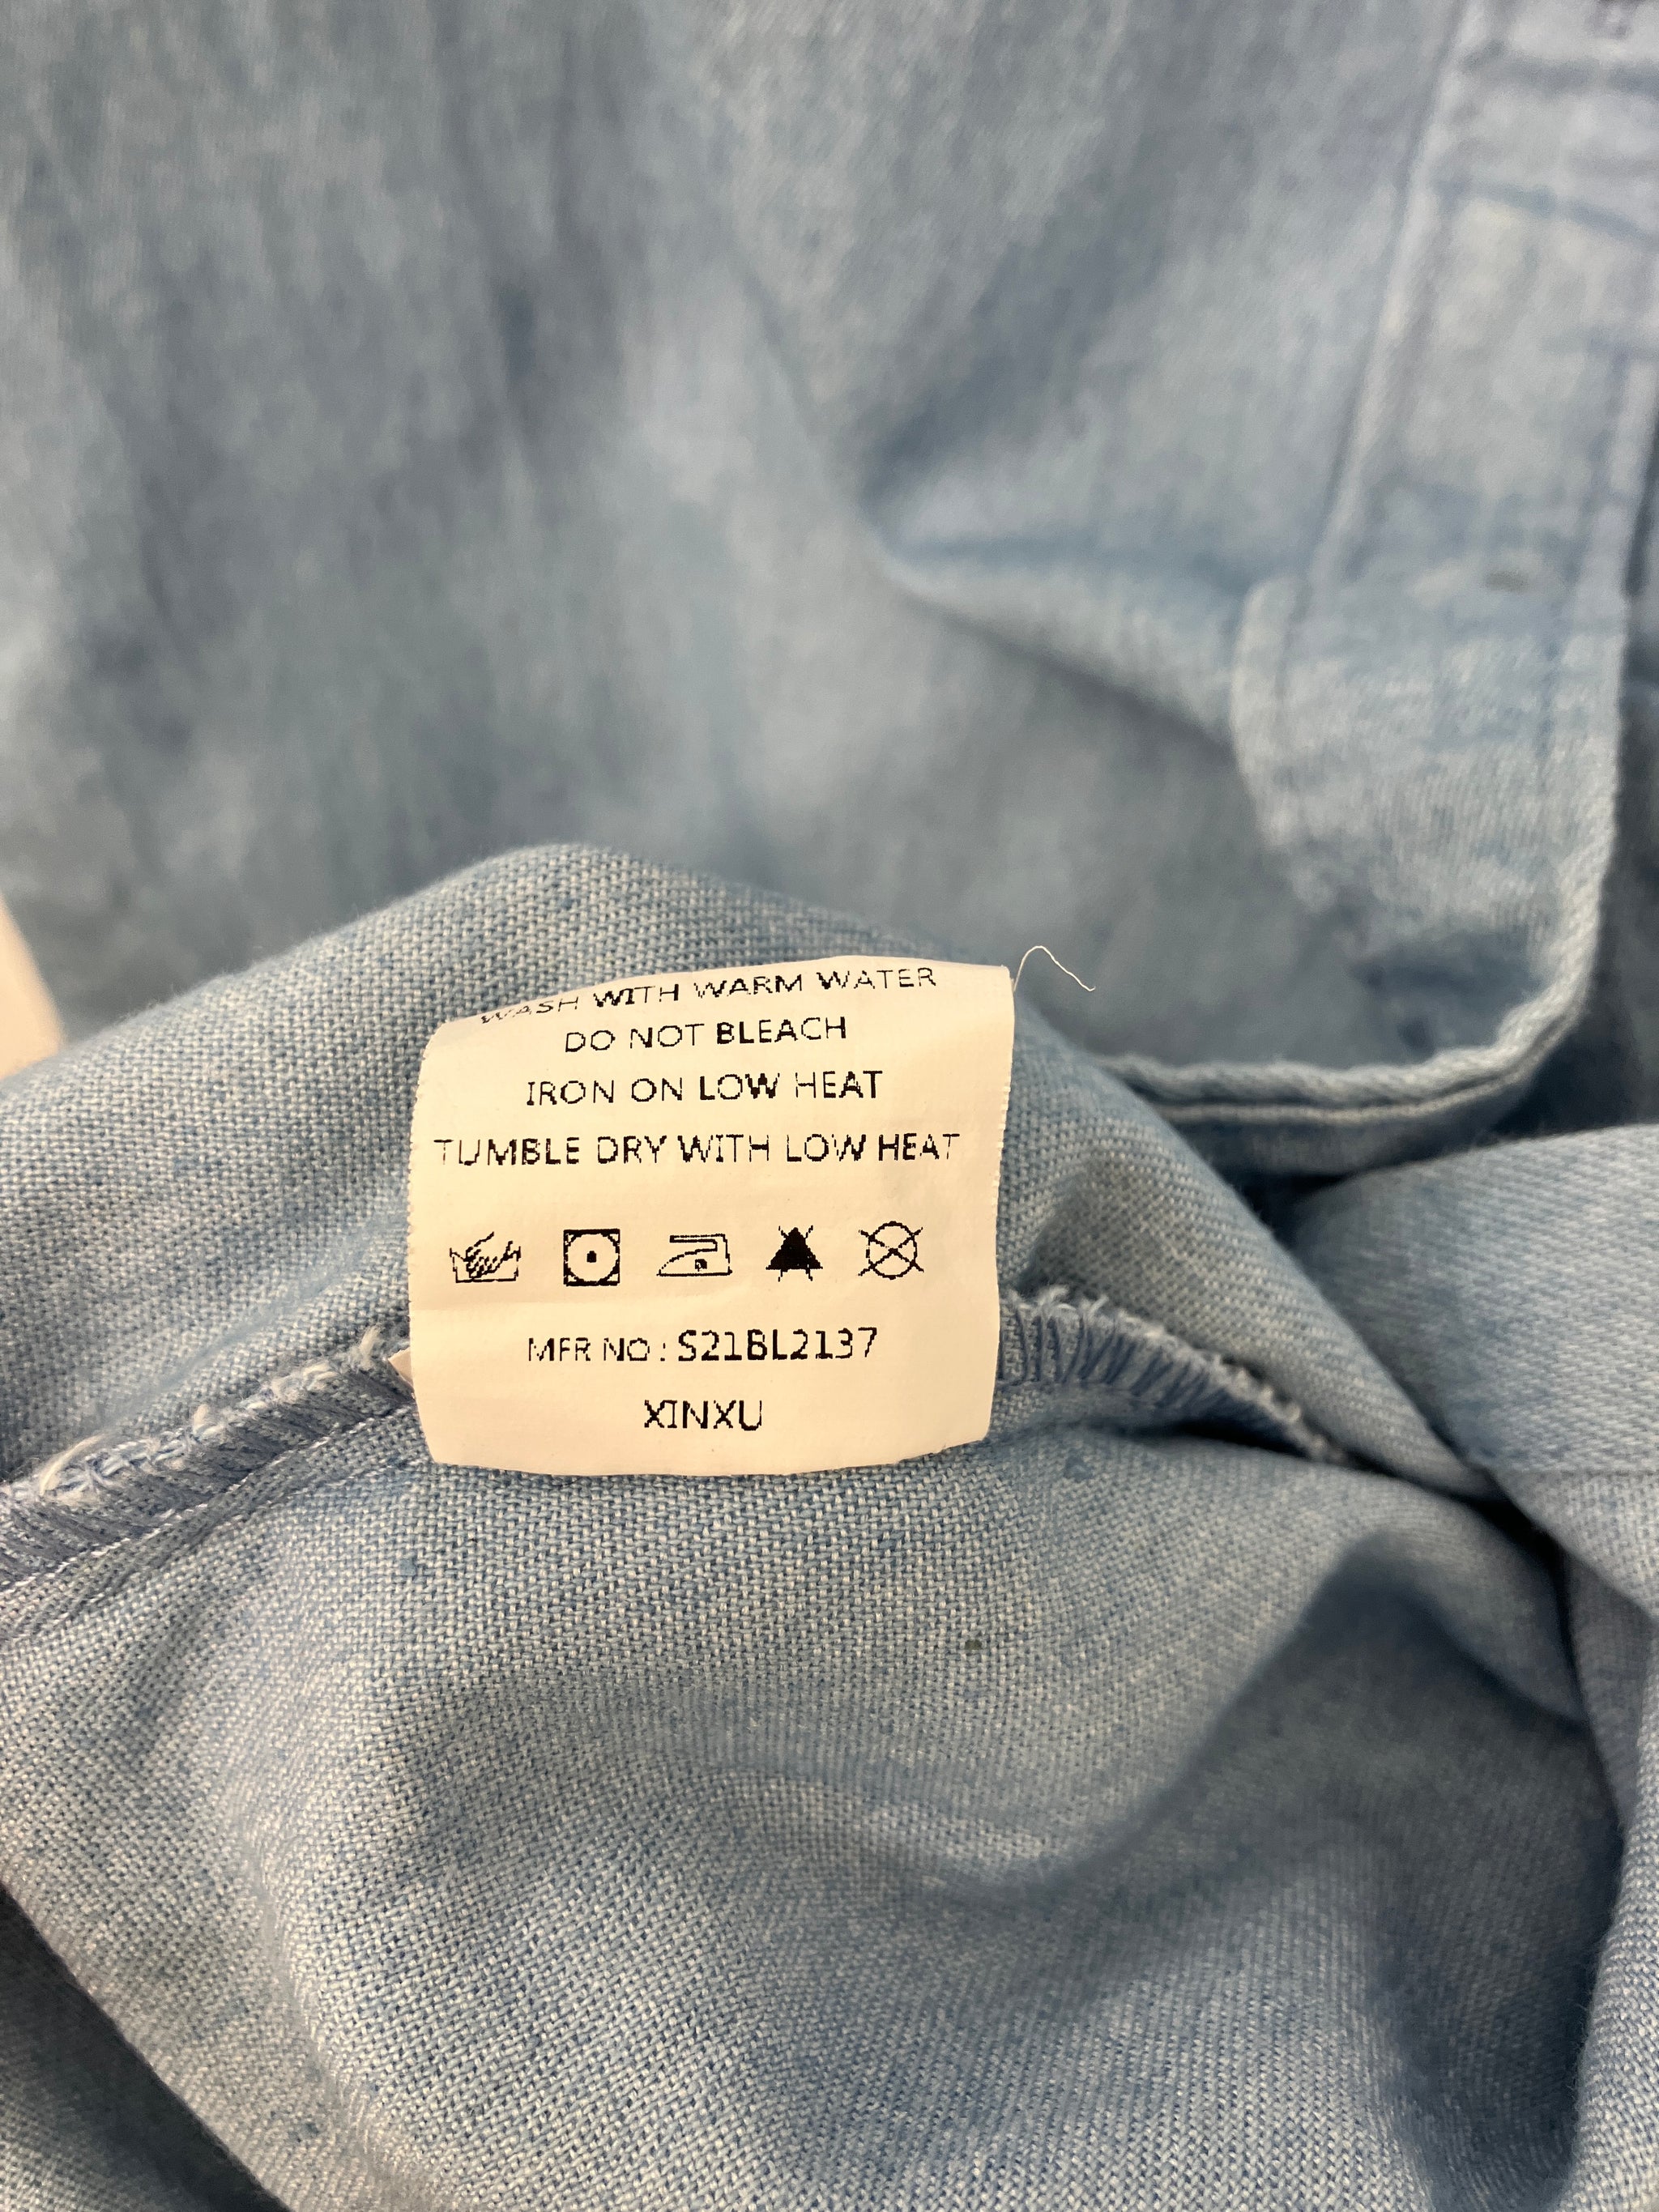 WASH WITH WARM WATER
DO NOT BLEACH
IRON ON LOW HEAT
TUMBLE DRY WITH LOW HEAT
MFR NO: S21BL2137
XINXU